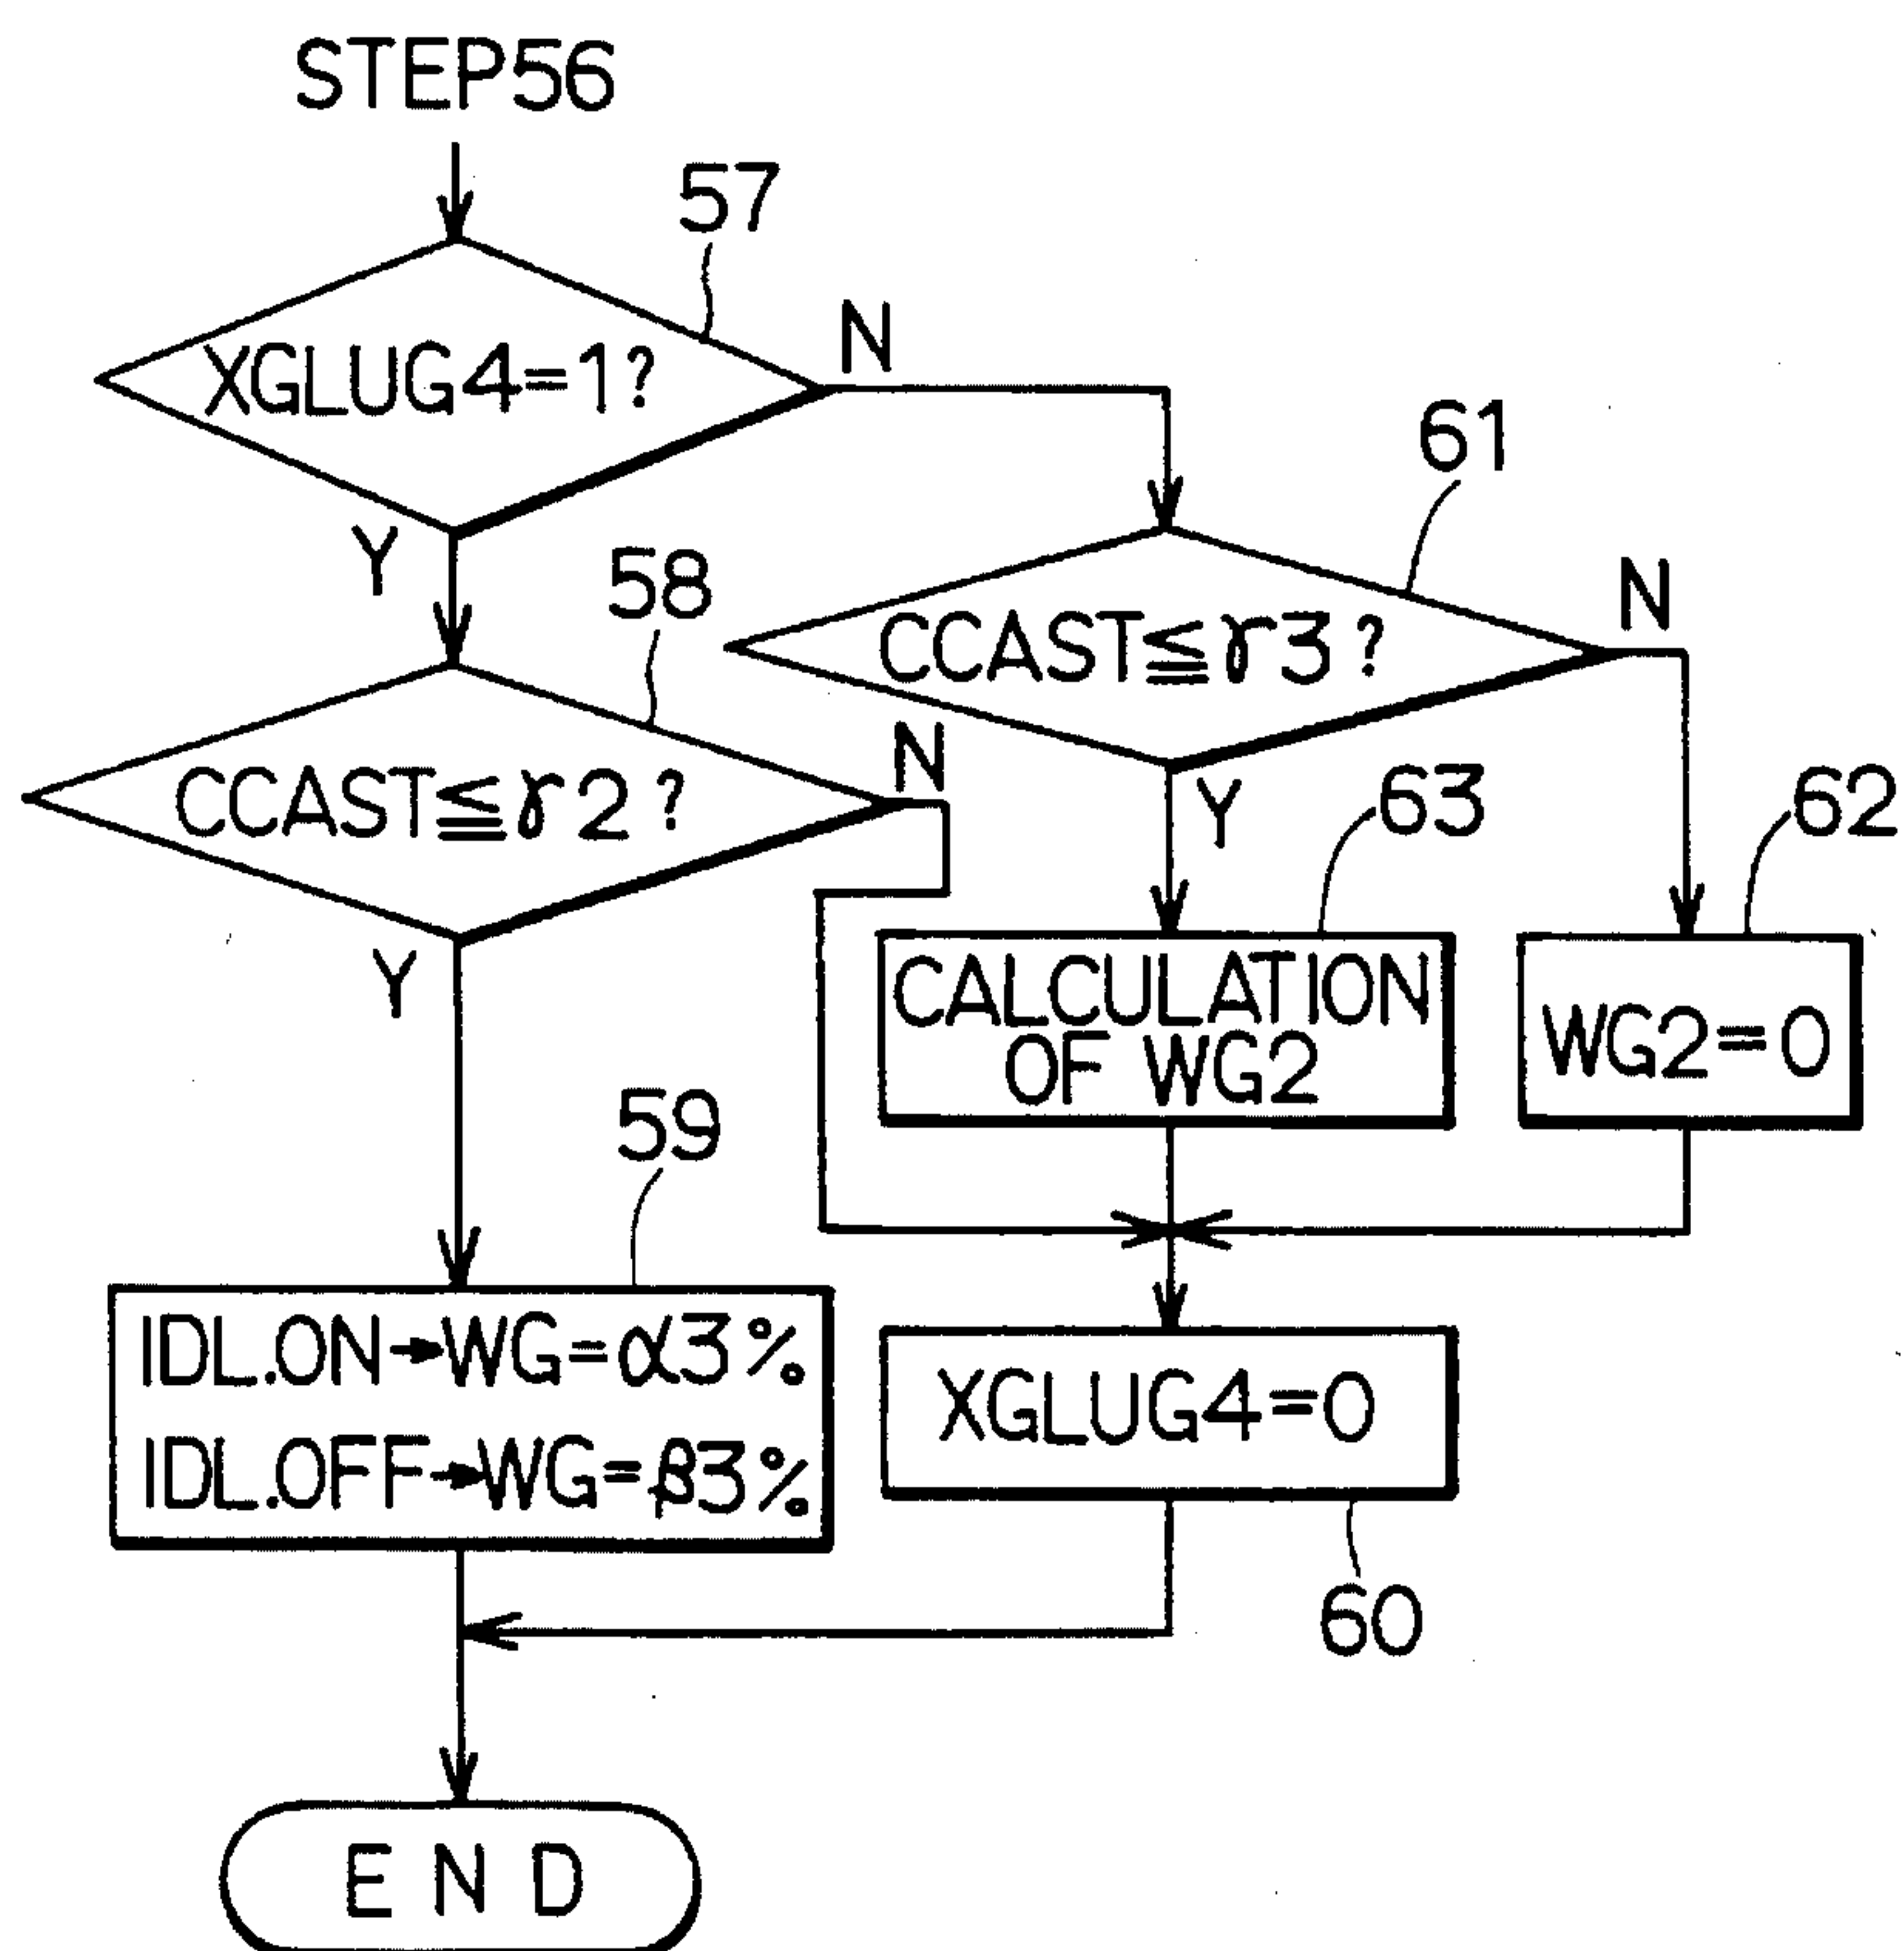 STEP56
57
XGLUG4=1?
N
Y
61
CCAST≦γ3?
N
58
CCAST≦γ2?
N
Y
Y
63
CALCULATION
OF WG2
62
WG2=0
59
IDL.ON→WG=α3%
IDL.OFF→WG=β3%
XGLUG4=0
60
END